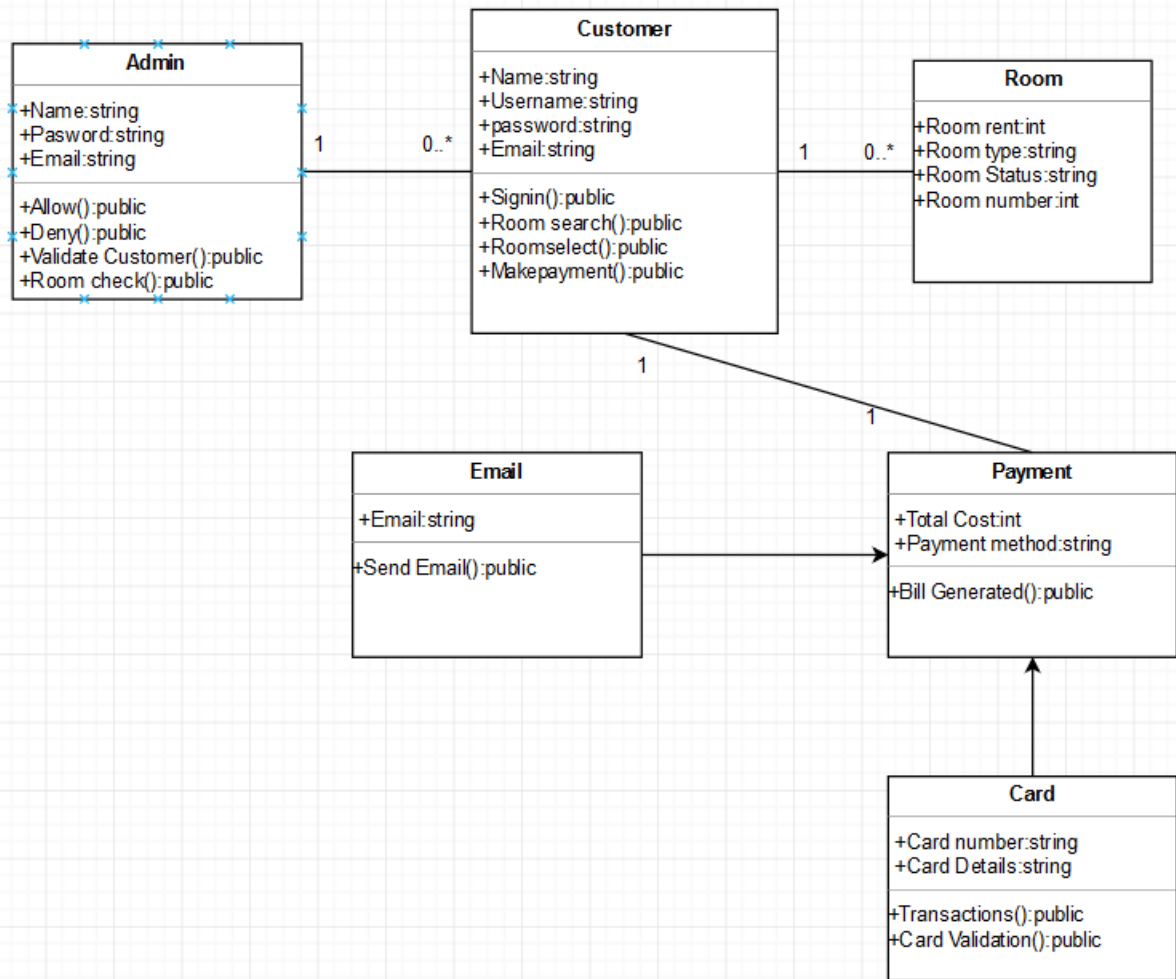 Admin
+Name:string
+Pasword:string
+Email:string
+Allow():public
+Deny():public
+Validate Customer():public
+Room check():public
1
0..*
Customer
+Name:string
+Username:string
+password:string
+Email:string
+Signin():public
+Room search():public
+Roomselect():public
+Makepayment():public
1
0..*
Room
+Room rent:int
+Room type:string
+Room Status:string
+Room number:int
1
1
Email
+Email:string
+Send Email():public
Payment
+Total Cost:int
+Payment method:string
+Bill Generated():public
Card
+Card number:string
+Card Details:string
+Transactions():public
+Card Validation():public